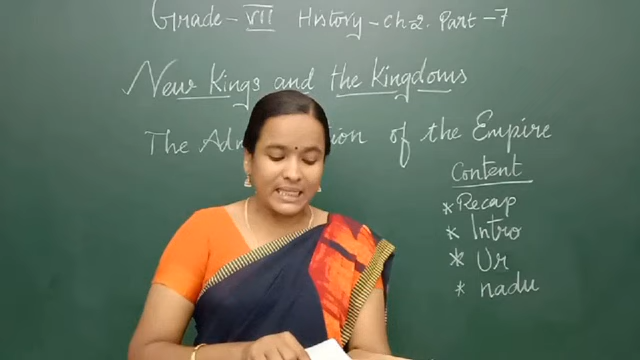 Grade - VII History - Ch-2. Part - 7
New Kings and the Kingdoms
The of the Empire
Content
* Recap
* Intro
* Ur
* nadu